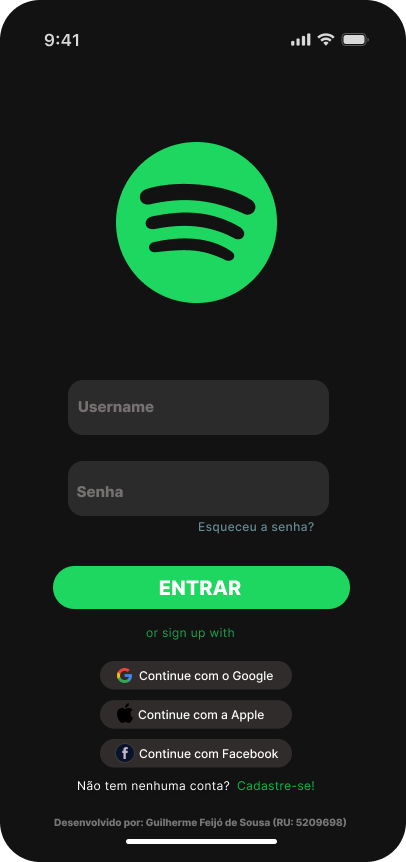 9:41
Username
Senha
Esqueceu a senha?
ENTRAR
or sign up with
Continue com o Google
Continue com a Apple
f Continue com Facebook
Não tem nenhuma conta? Cadastre-se!
Desenvolvido por: Guilherme Feijó de Sousa (RU: 5209698)